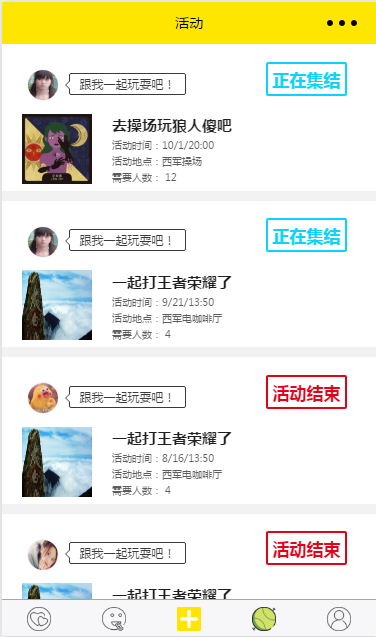 活动
跟我一起玩耍吧！
正在集结
去操场玩狼人傻吧
活动时间：10/1/20:00
活动地点：西军操场
需要人数： 12
跟我一起玩耍吧！
正在集结
一起打王者荣耀了
活动时间：9/21/13:50
活动地点：西军电咖啡厅
需要人数： 4
跟我一起玩耍吧！
活动结束
一起打王者荣耀了
活动时间：8/16/13:50
活动地点：西军电咖啡厅
需要人数： 4
跟我一起玩耍吧！
活动结束
一起打王者荣耀了